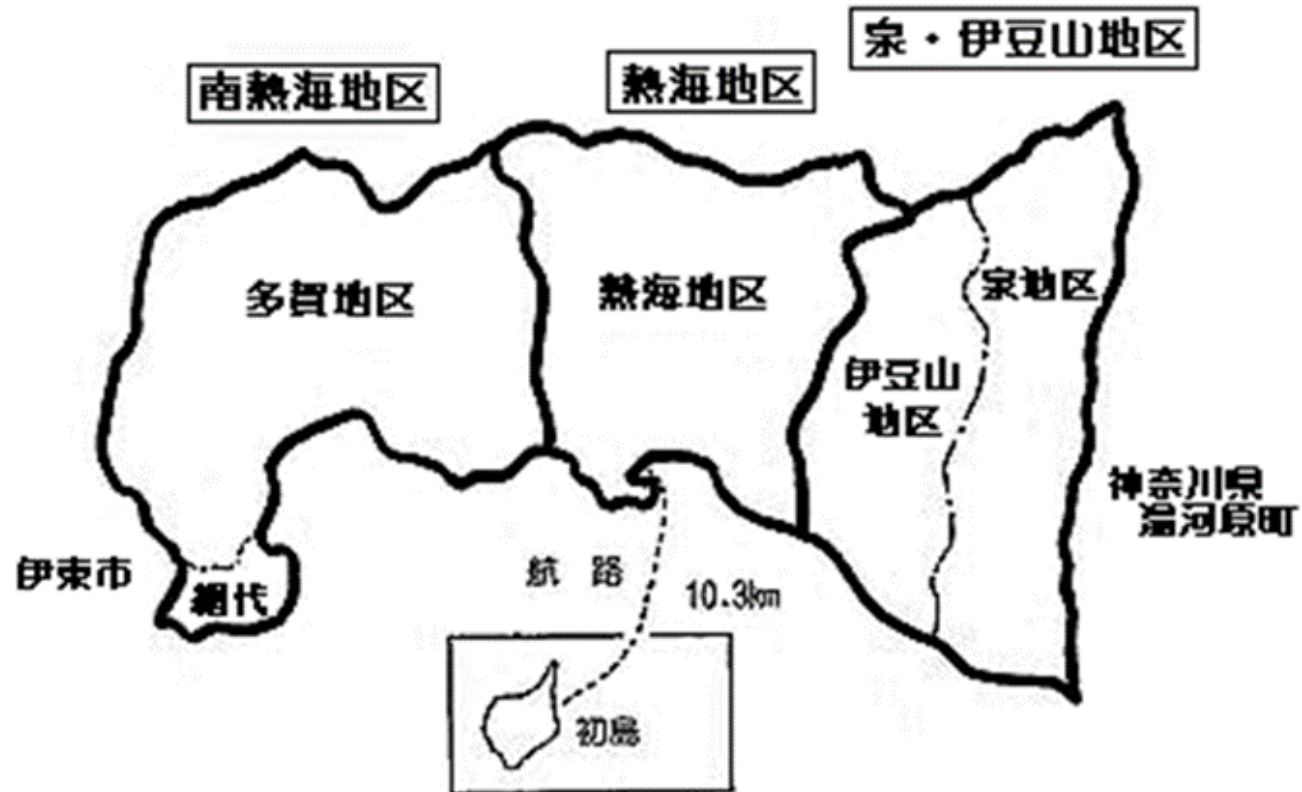 泉・伊豆山地区
南熱海地区
熱海地区
多賀地区
熱海地区
泉地区
伊豆山
地区
神奈川県
湯河原町
伊東市
網代
航路
10.3km
初島